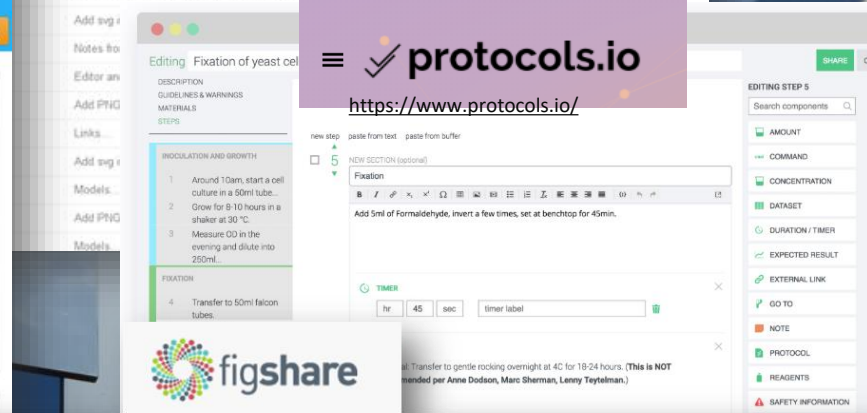 Add svg
Notes fro
Editor an
Add PNG
Links...
Add svg
Models...
Add PNG
Models
Editing Fixation of yeast cel
DESCRIPTION
GUIDELINES & WARNINGS
MATERIALS
STEPS
INOCULATION AND GROWTH
1 Around 10am, start a cell
culture in a 50ml tube...
2 Grow for 8-10 hours in a
shaker at 30 °C.
3 Measure OD in the
evening and dilute into
250ml...
FIXATION
4 Transfer to 50ml falcon
tubes.
protocols.io
https://www.protocols.io/
new step paste from text paste from buffer
5 NEW SECTION (optional)
Fixation
Add 5ml of Formaldehyde, invert a few times, set at benchtop for 45min.
TIMER
hr 45 sec timer label
al: Transfer to gentle rocking overnight at 4C for 18-24 hours. (This is NOT
mended per Anne Dodson, Marc Sherman, Lenny Teytelman.)
figshare
SHARE
EDITING STEP 5
Search components
AMOUNT
COMMAND
CONCENTRATION
DATASET
DURATION / TIMER
EXPECTED RESULT
EXTERNAL LINK
GO TO
NOTE
PROTOCOL
REAGENTS
SAFETY INFORMATION